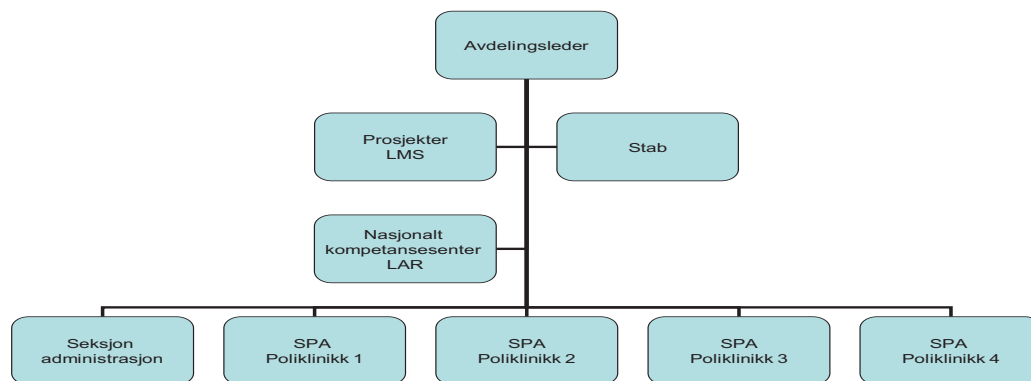 Avdelingsleder
Prosjekter
LMS
Stab
Nasjonalt
kompetansesenter
LAR
Seksjon
administrasjon
SPA
Poliklinikk 1
SPA
Poliklinikk 2
SPA
Poliklinikk 3
SPA
Poliklinikk 4